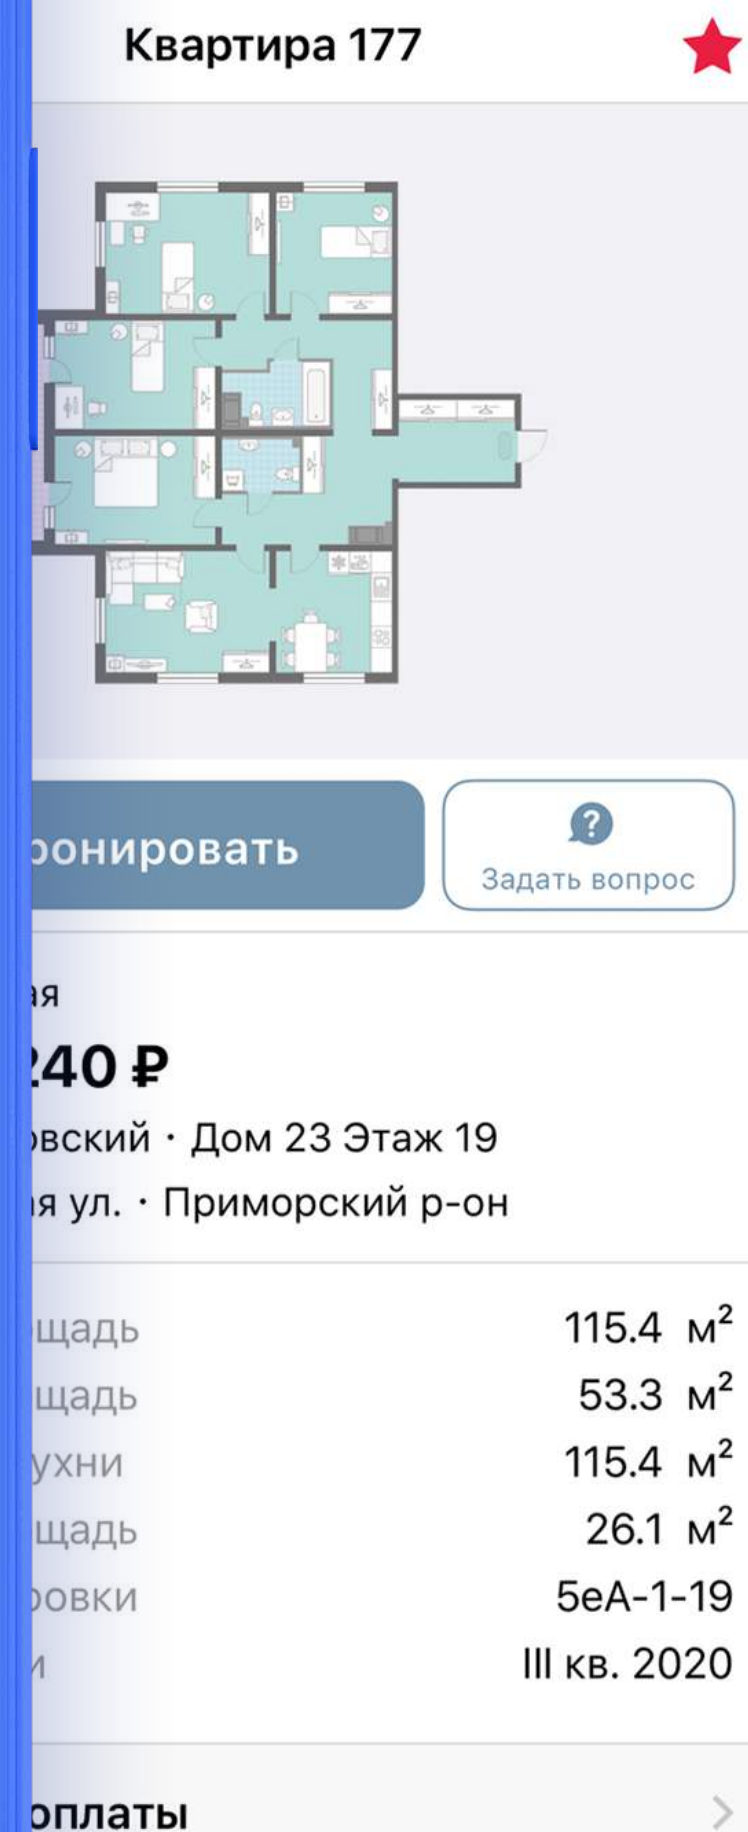 Квартира 177
ронировать
Задать вопрос
ая
240 ₽
овский · Дом 23 Этаж 19
ая ул. · Приморский р-он
щадь 115.4 м²
щадь 53.3 м²
ухни 115.4 м²
щадь 26.1 м²
ровки 5еА-1-19
и III кв. 2020
оплаты